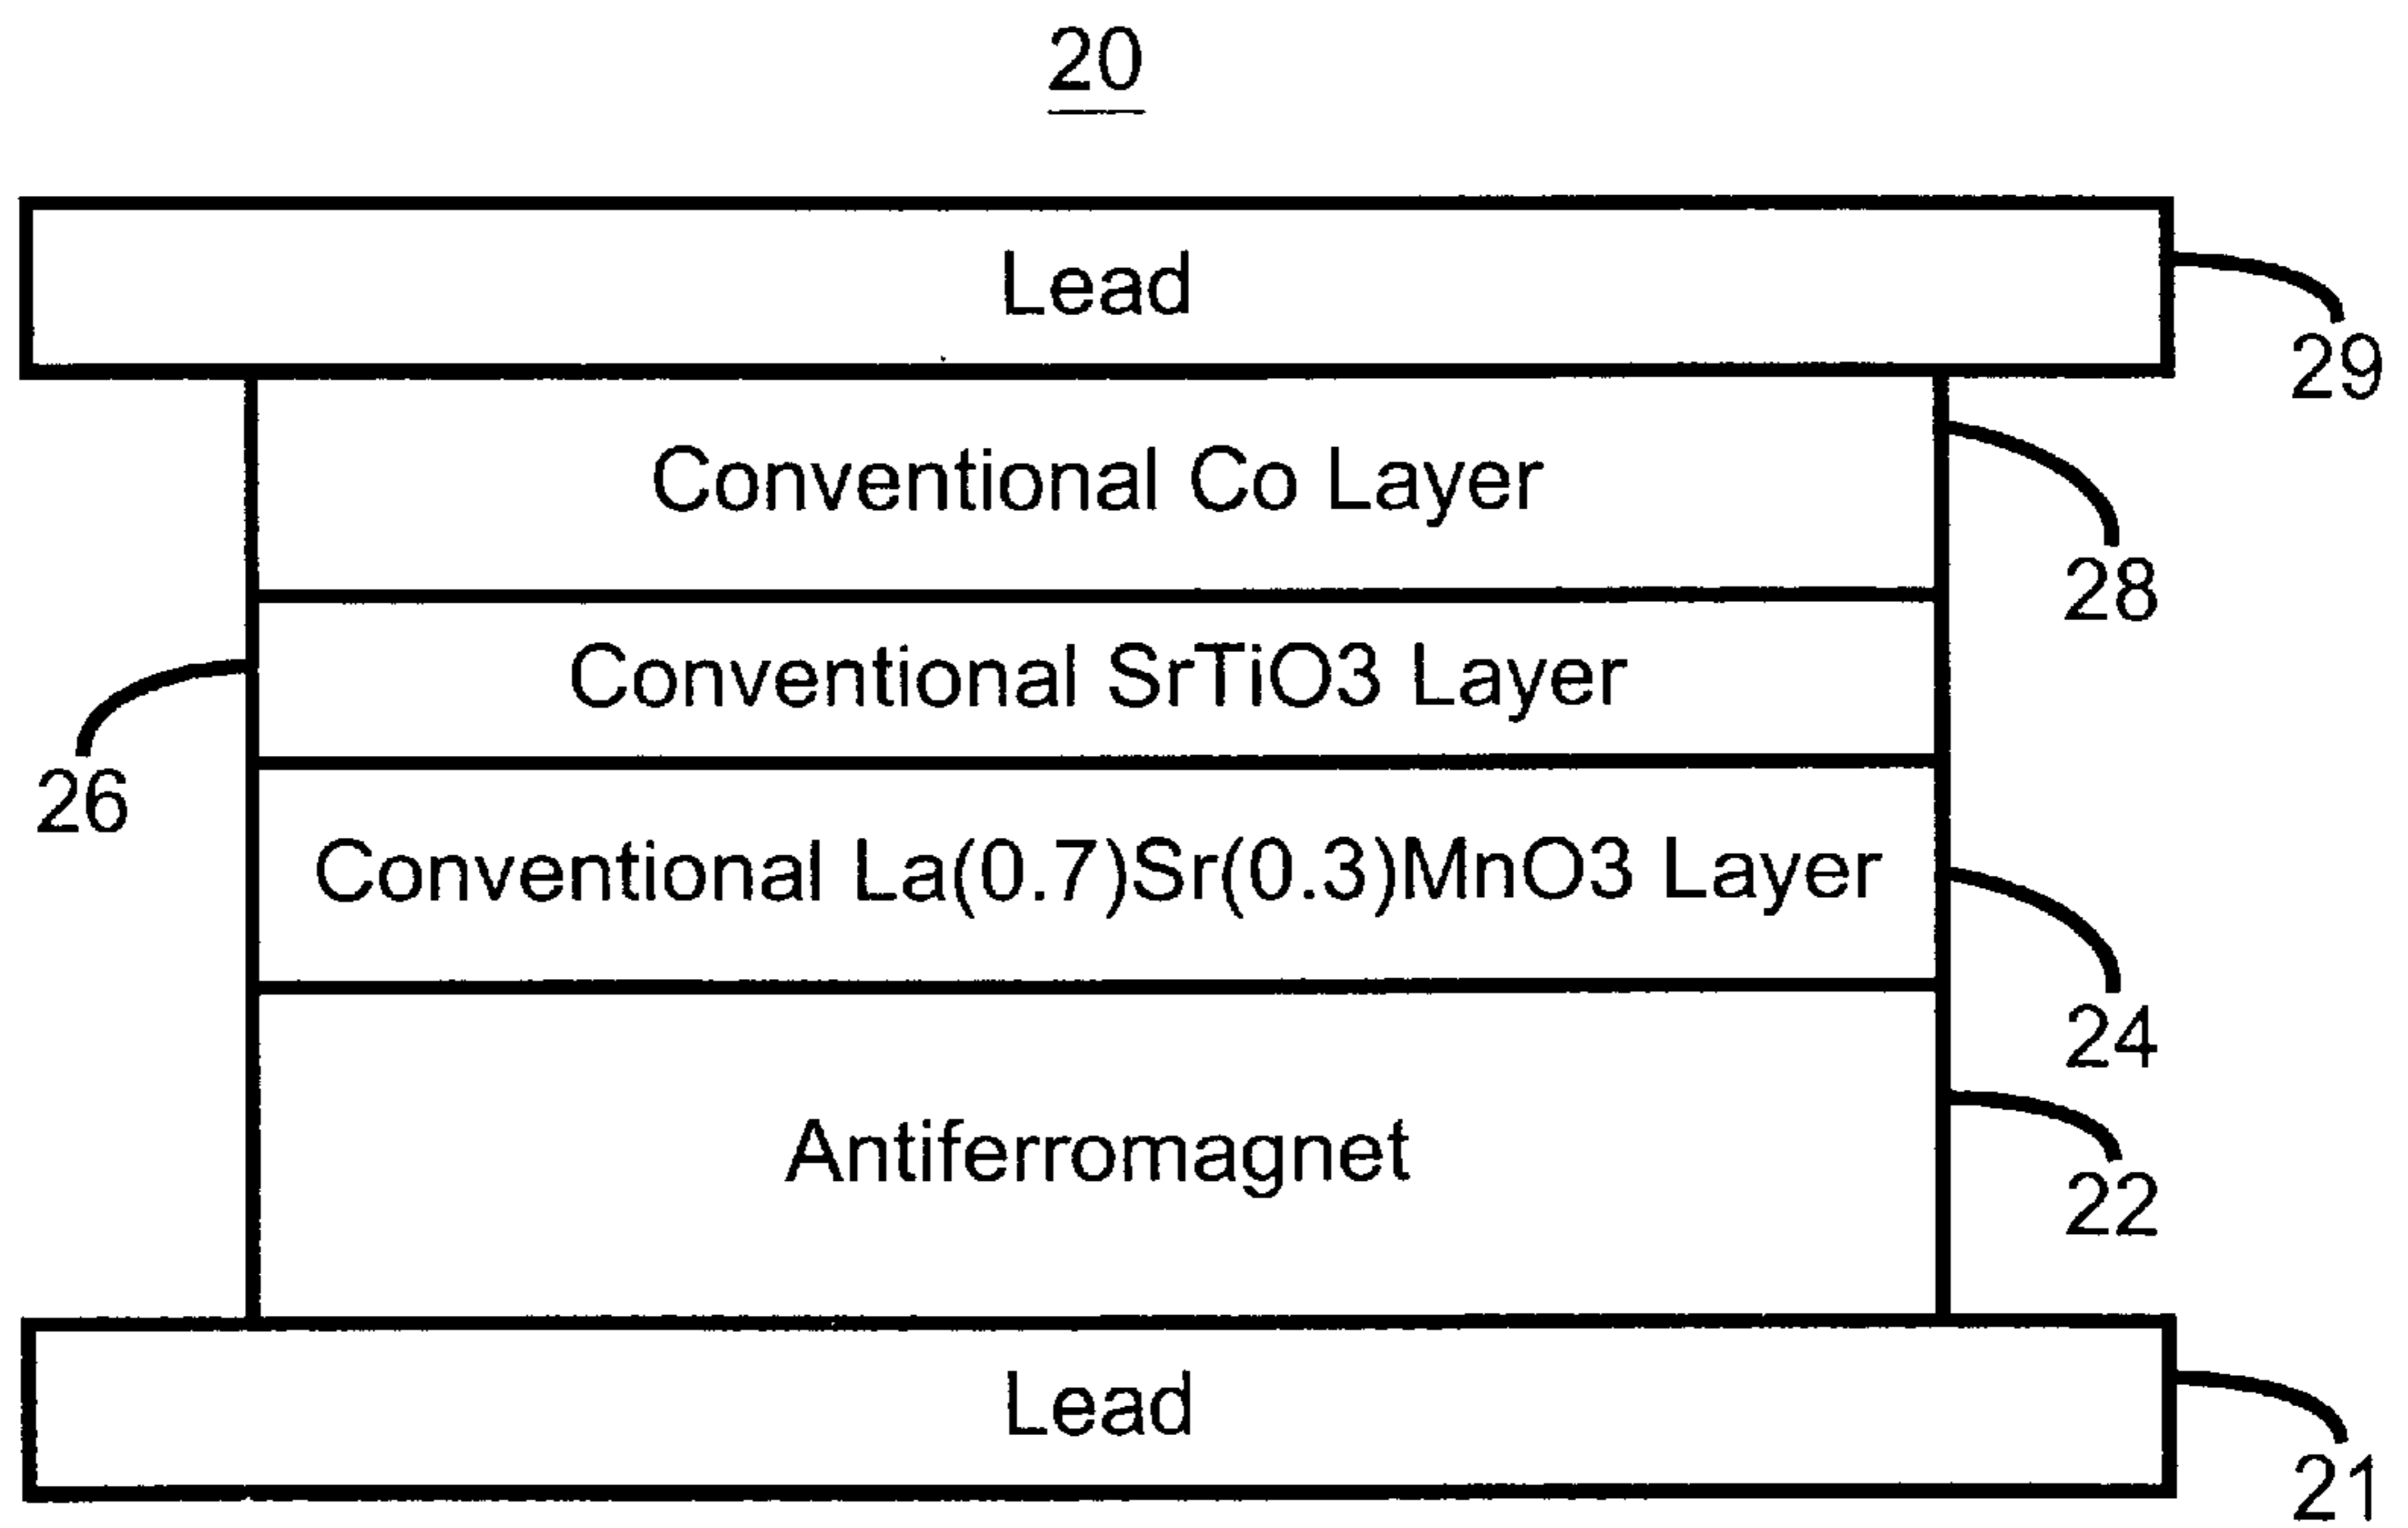 20
Lead
29
Conventional Co Layer
28
Conventional SrTiO3 Layer
26
Conventional La(0.7)Sr(0.3)MnO3 Layer
24
Antiferromagnet
22
Lead
21